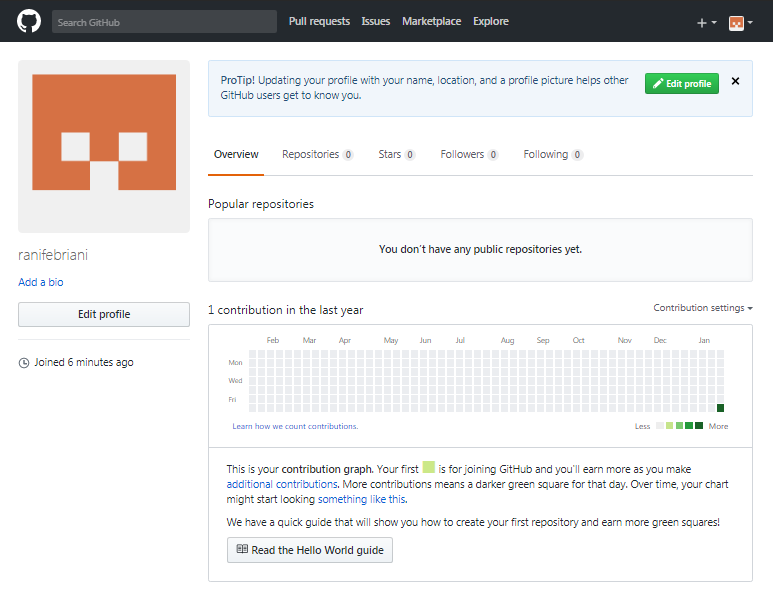 Search GitHub
Pull requests Issues Marketplace Explore
ProTip! Updating your profile with your name, location, and a profile picture helps other
GitHub users get to know you.
Edit profile
Overview Repositories 0 Stars 0 Followers 0 Following 0
Popular repositories
You don't have any public repositories yet.
ranifebriani
Add a bio
Edit profile
Joined 6 minutes ago
1 contribution in the last year
Contribution settings
Feb Mar Apr May Jun Jul Aug Sep Oct Nov Dec Jan
Mon
Wed
Fri
Learn how we count contributions.
Less More
This is your contribution graph. Your first is for joining GitHub and you'll earn more as you make
additional contributions. More contributions means a darker green square for that day. Over time, your chart
might start looking something like this.
We have a quick guide that will show you how to create your first repository and earn more green squares!
Read the Hello World guide